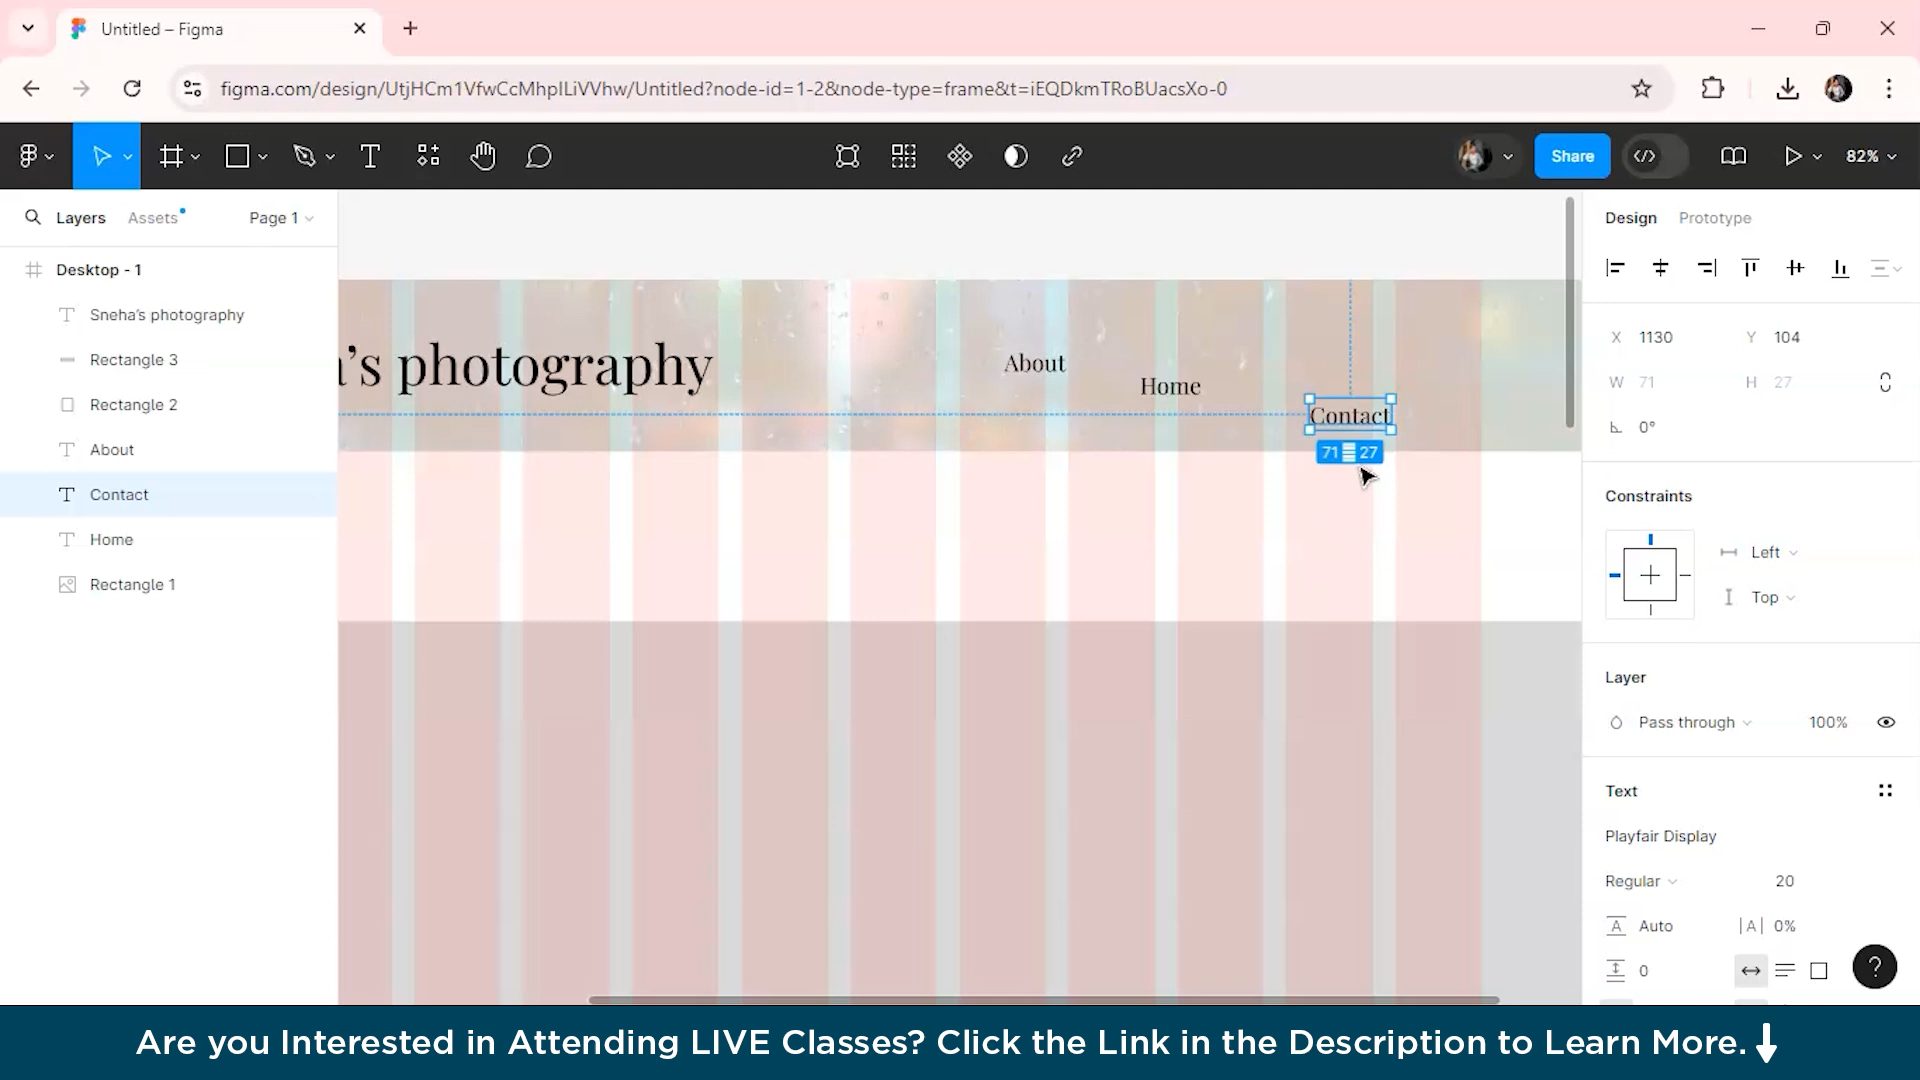 Untitled – Figma
figma.com/design/UtjHCm1VfwCcMhpILiVVhw/Untitled?node-id=1-2&node-type=frame&t=iEQDkmTRoBUacsXo-0
Share
82%
Layers
Assets
Page 1
Design
Prototype
Desktop - 1
Sneha’s photography
Rectangle 3
Rectangle 2
About
Contact
Home
Rectangle 1
’s photography
About
Home
Contact
71 27
X 1130
Y 104
W 71
H 27
0°
Constraints
Left
Top
Layer
Pass through
100%
Text
Playfair Display
Regular
20
A Auto
|A| 0%
0
?
Are you Interested in Attending LIVE Classes? Click the Link in the Description to Learn More.